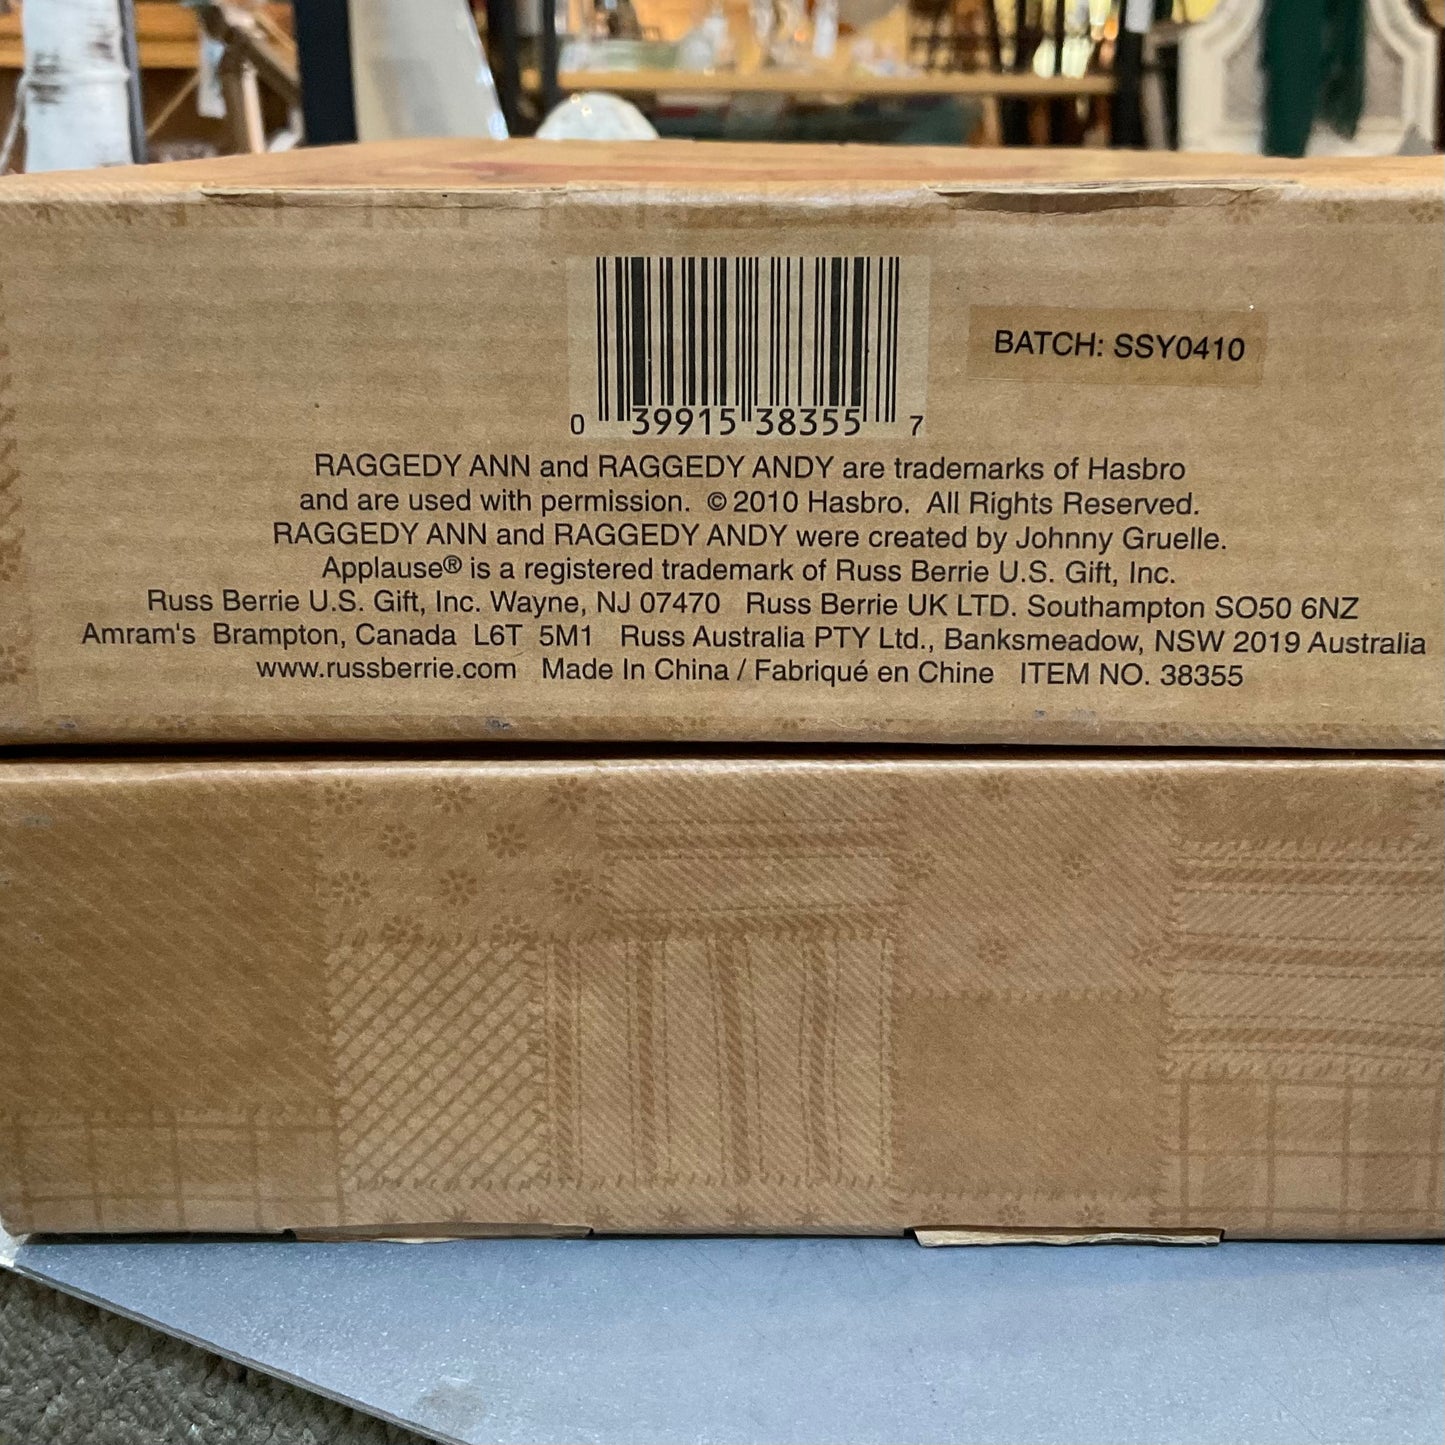 BATCH: SSY0410
0 39915 38355 7
RAGGEDY ANN and RAGGEDY ANDY are trademarks of Hasbro
and are used with permission. © 2010 Hasbro. All Rights Reserved.
RAGGEDY ANN and RAGGEDY ANDY were created by Johnny Gruelle.
Applause® is a registered trademark of Russ Berrie U.S. Gift, Inc.
Russ Berrie U.S. Gift, Inc. Wayne, NJ 07470 Russ Berrie UK LTD. Southampton SO50 6NZ
Amram's Brampton, Canada L6T 5M1 Russ Australia PTY Ltd., Banksmeadow, NSW 2019 Australia
www.russberrie.com Made In China / Fabriqué en Chine ITEM NO. 38355